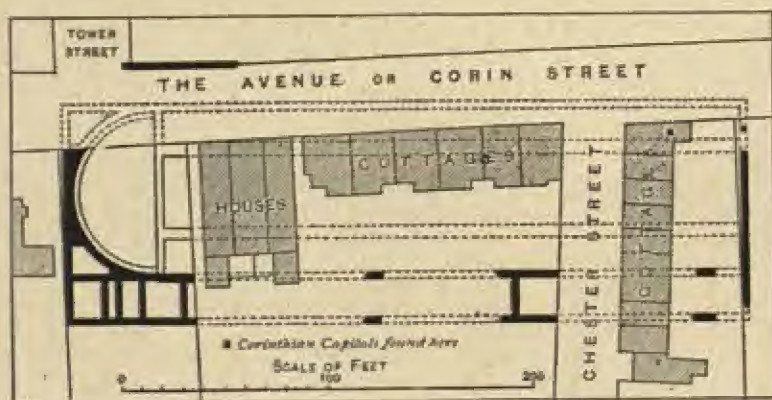 TOWER
STREET
THE AVENUE OR CORIN STREET
COTTAGES
HOUSES
CHESTER STREET
COTTAGES
Corinthian Capitals found here
SCALE OF FEET
0 100 200